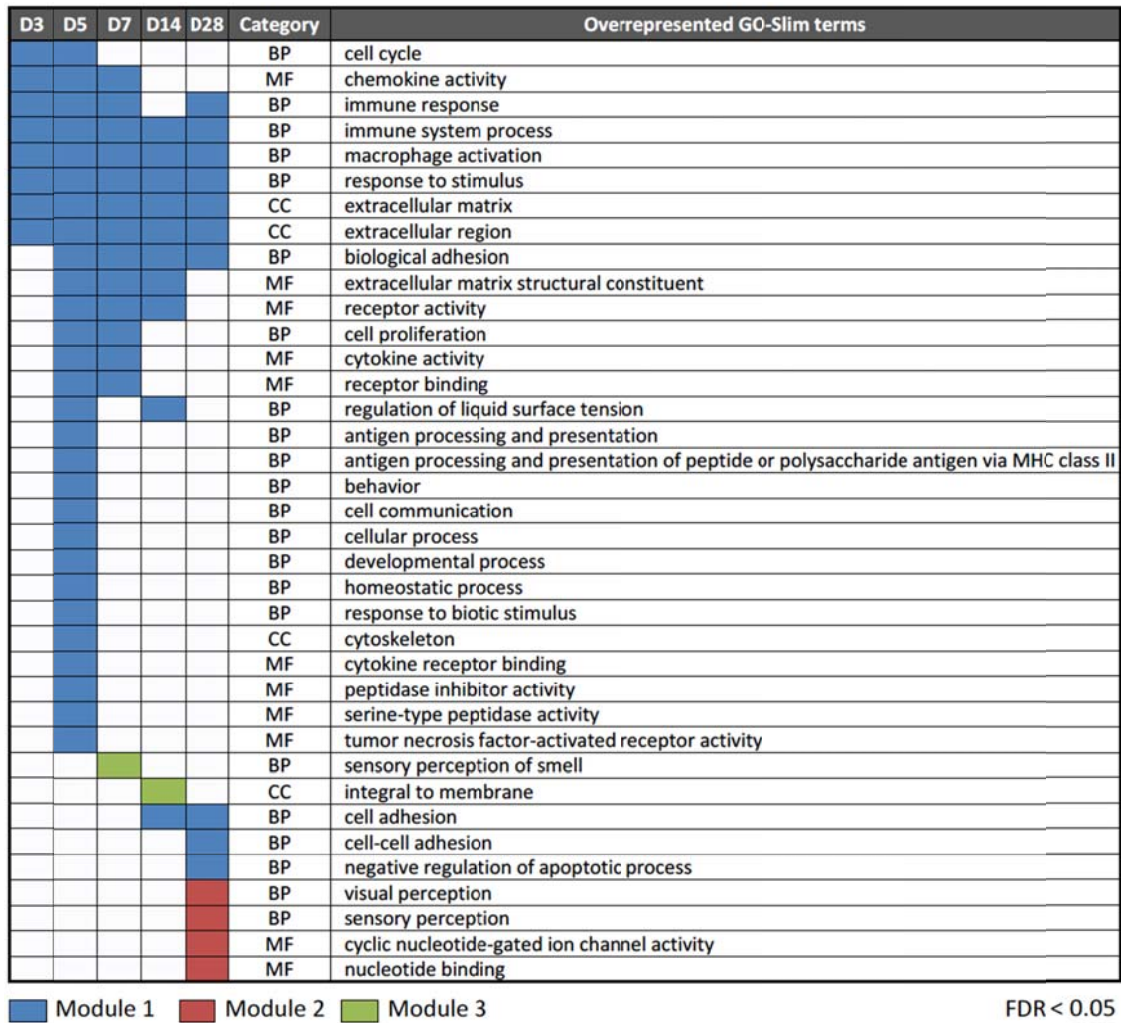 D3 D5 D7 D14 D28 Category Overrepresented GO-Slim terms
BP cell cycle
MF chemokine activity
BP immune response
BP immune system process
BP macrophage activation
BP response to stimulus
CC extracellular matrix
CC extracellular region
BP biological adhesion
MF extracellular matrix structural constituent
MF receptor activity
BP cell proliferation
MF cytokine activity
MF receptor binding
BP regulation of liquid surface tension
BP antigen processing and presentation
BP antigen processing and presentation of peptide or polysaccharide antigen via MHC class II
BP behavior
BP cell communication
BP cellular process
BP developmental process
BP homeostatic process
BP response to biotic stimulus
CC cytoskeleton
MF cytokine receptor binding
MF peptidase inhibitor activity
MF serine-type peptidase activity
MF tumor necrosis factor-activated receptor activity
BP sensory perception of smell
CC integral to membrane
BP cell adhesion
BP cell-cell adhesion
BP negative regulation of apoptotic process
BP visual perception
BP sensory perception
MF cyclic nucleotide-gated ion channel activity
MF nucleotide binding
Module 1 Module 2 Module 3 FDR < 0.05